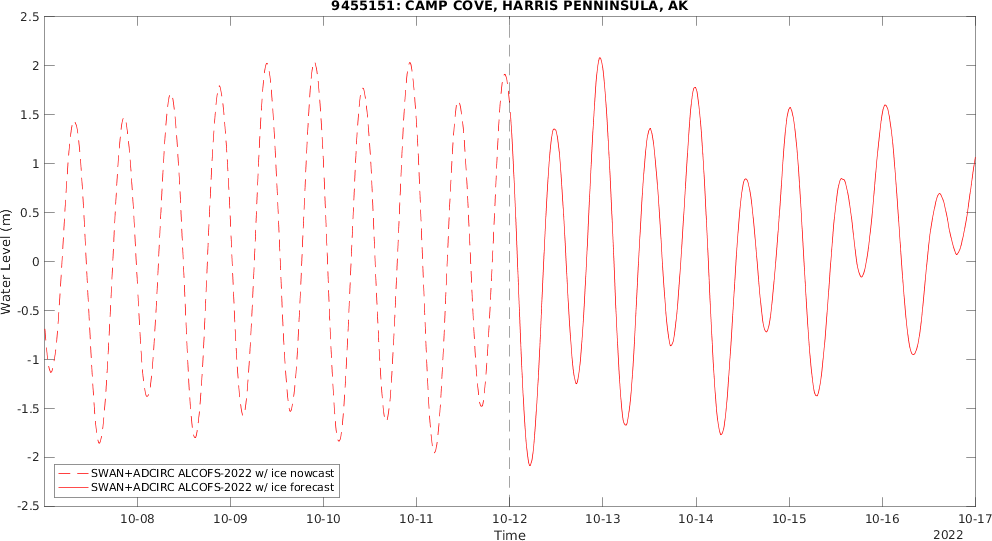 9455151: CAMP COVE, HARRIS PENNINSULA, AK
2.5
2
1.5
1
0.5
0
-0.5
-1
-1.5
-2
-2.5
Water Level (m)
SWAN+ADCIRC ALCOFS-2022 w/ ice nowcast
SWAN+ADCIRC ALCOFS-2022 w/ ice forecast
10-08 10-09 10-10 10-11 10-12 10-13 10-14 10-15 10-16 10-17
Time
2022